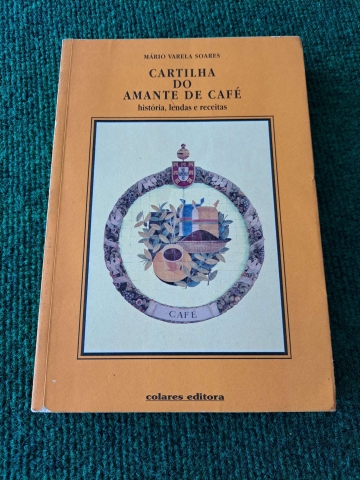 MÁRIO VARELA SOARES
CARTILHA
DO
AMANTE DE CAFÉ
história, lendas e receitas
CAFÉ
colares editora